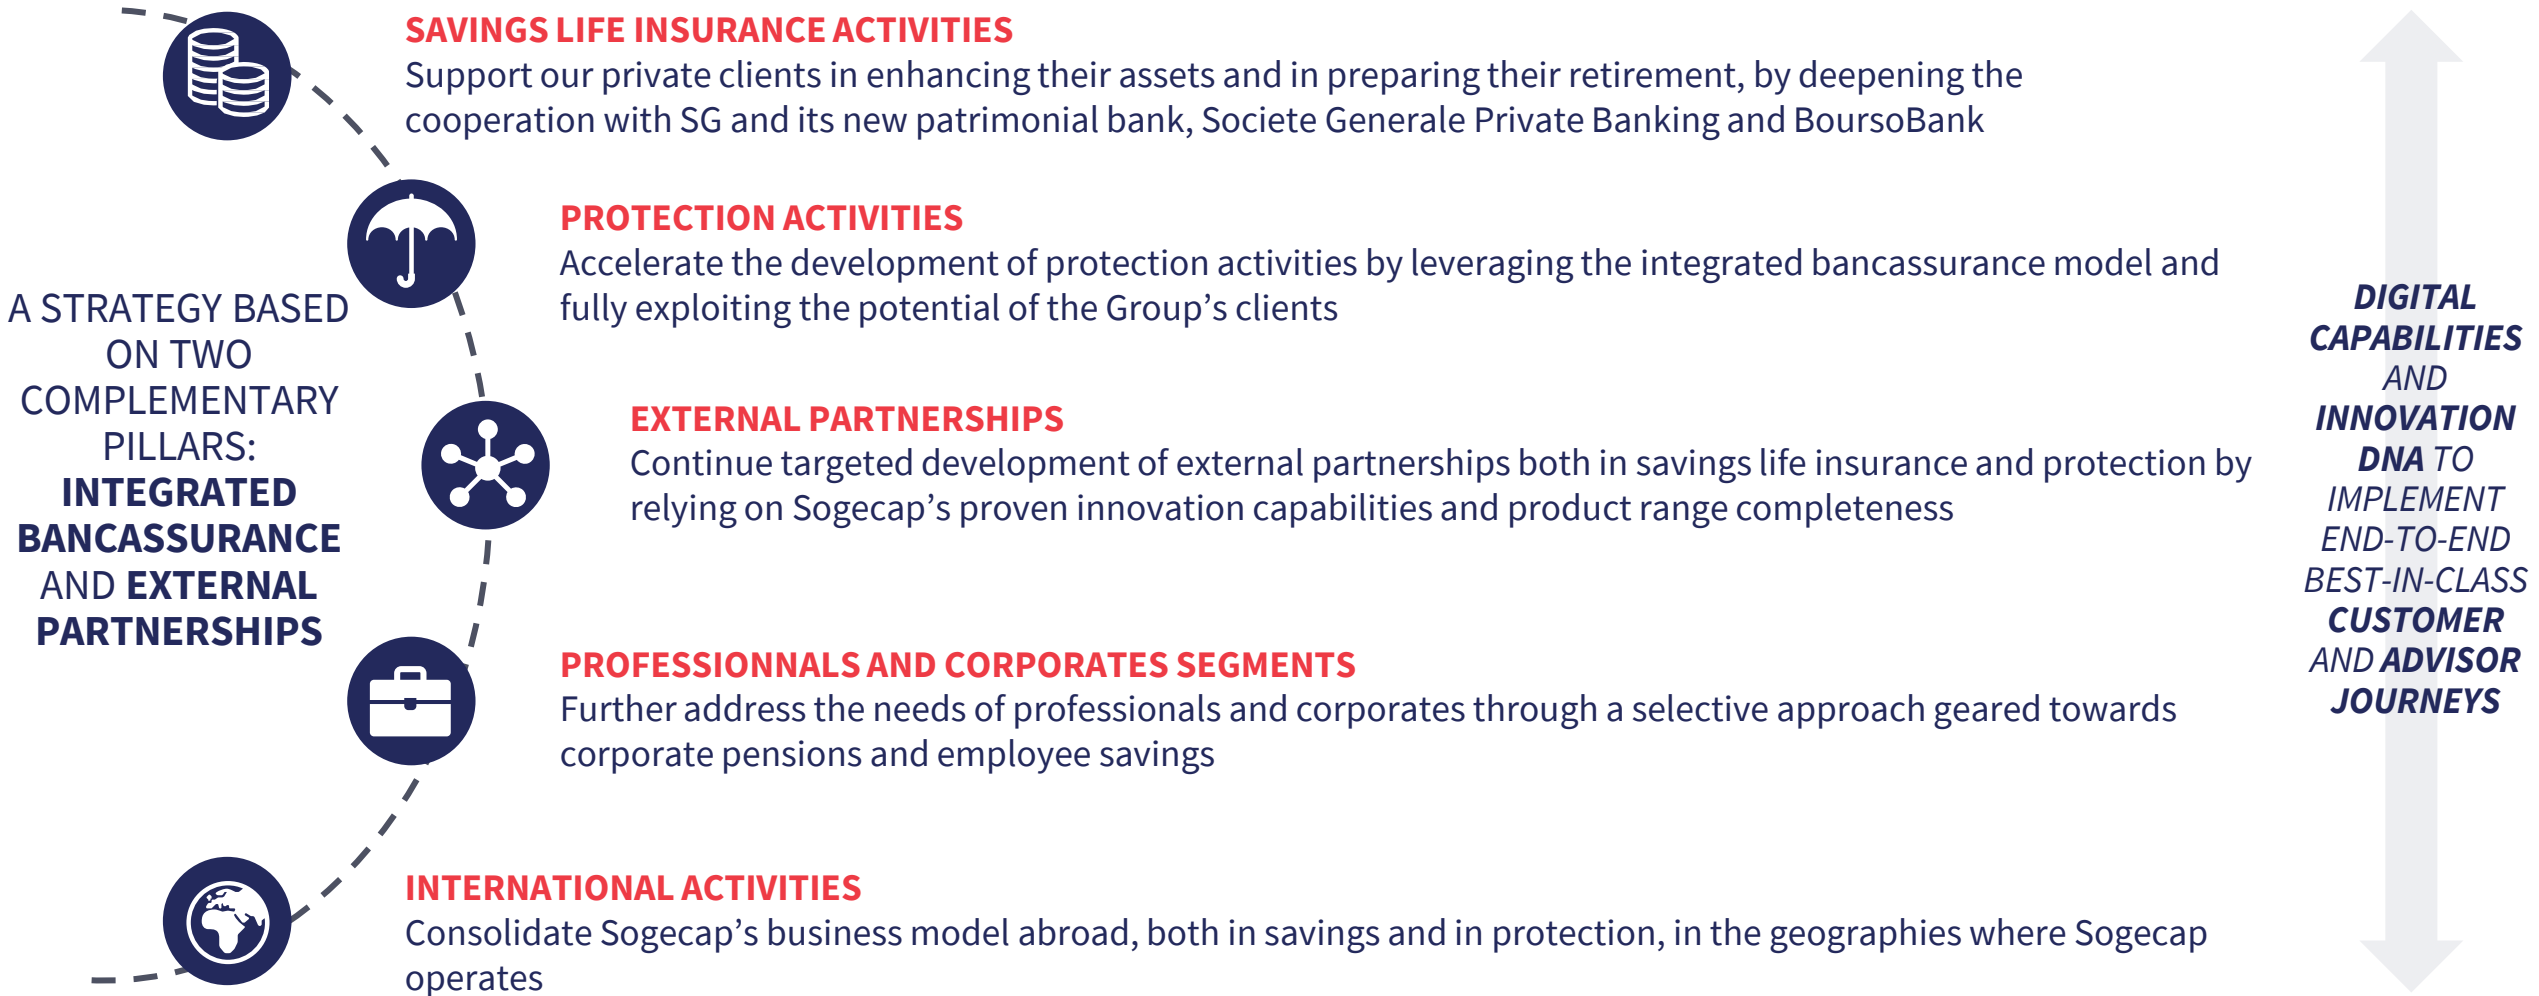 SAVINGS LIFE INSURANCE ACTIVITIES
Support our private clients in enhancing their assets and in preparing their retirement, by deepening the
cooperation with SG and its new patrimonial bank, Societe Generale Private Banking and BoursoBank
PROTECTION ACTIVITIES
Accelerate the development of protection activities by leveraging the integrated bancassurance model and
fully exploiting the potential of the Group’s clients
A STRATEGY BASED
ON TWO
COMPLEMENTARY
PILLARS:
INTEGRATED
BANCASSURANCE
AND EXTERNAL
PARTNERSHIPS
EXTERNAL PARTNERSHIPS
Continue targeted development of external partnerships both in savings life insurance and protection by
relying on Sogecap’s proven innovation capabilities and product range completeness
PROFESSIONNALS AND CORPORATES SEGMENTS
Further address the needs of professionals and corporates through a selective approach geared towards
corporate pensions and employee savings
INTERNATIONAL ACTIVITIES
Consolidate Sogecap’s business model abroad, both in savings and in protection, in the geographies where Sogecap
operates
DIGITAL
CAPABILITIES
AND
INNOVATION
DNA TO
IMPLEMENT
END-TO-END
BEST-IN-CLASS
CUSTOMER
AND ADVISOR
JOURNEYS